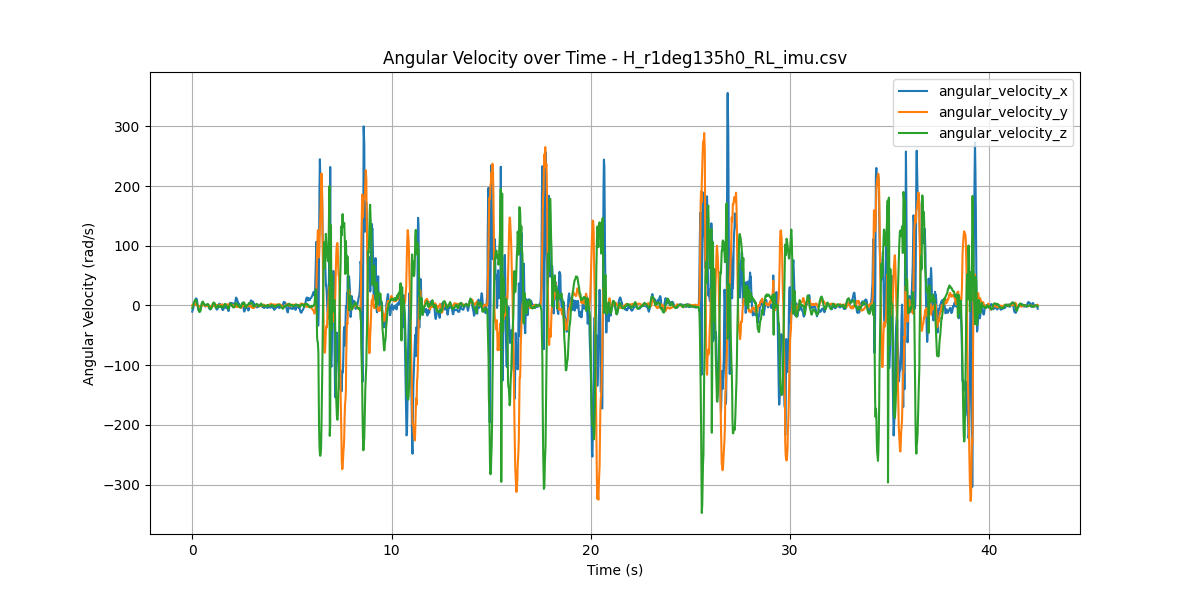 Angular Velocity over Time - H_r1deg135h0_RL_imu.csv
angular_velocity_x
angular_velocity_y
angular_velocity_z
Angular Velocity (rad/s)
300
200
100
0
−100
−200
−300
0 10 20 30 40
Time (s)